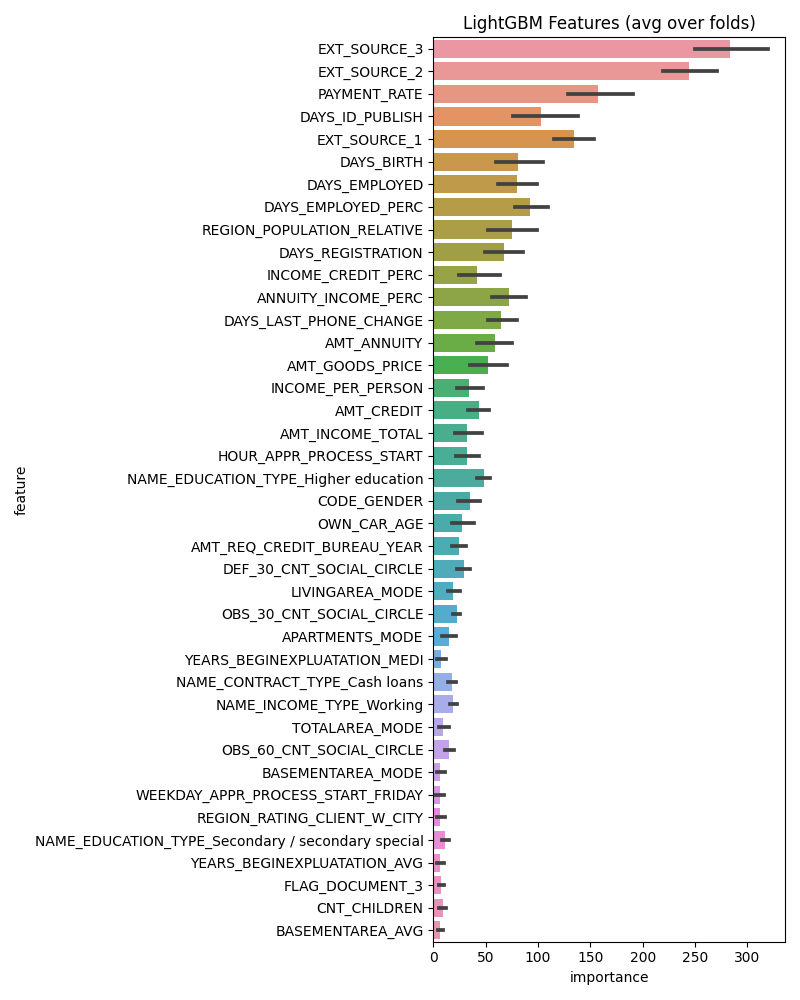 LightGBM Features (avg over folds)
EXT_SOURCE_3
EXT_SOURCE_2
PAYMENT_RATE
DAYS_ID_PUBLISH
EXT_SOURCE_1
DAYS_BIRTH
DAYS_EMPLOYED
DAYS_EMPLOYED_PERC
REGION_POPULATION_RELATIVE
DAYS_REGISTRATION
INCOME_CREDIT_PERC
ANNUITY_INCOME_PERC
DAYS_LAST_PHONE_CHANGE
AMT_ANNUITY
AMT_GOODS_PRICE
INCOME_PER_PERSON
AMT_CREDIT
AMT_INCOME_TOTAL
HOUR_APPR_PROCESS_START
NAME_EDUCATION_TYPE_Higher education
CODE_GENDER
OWN_CAR_AGE
AMT_REQ_CREDIT_BUREAU_YEAR
DEF_30_CNT_SOCIAL_CIRCLE
LIVINGAREA_MODE
OBS_30_CNT_SOCIAL_CIRCLE
APARTMENTS_MODE
YEARS_BEGINEXPLUATATION_MEDI
NAME_CONTRACT_TYPE_Cash loans
NAME_INCOME_TYPE_Working
TOTALAREA_MODE
OBS_60_CNT_SOCIAL_CIRCLE
BASEMENTAREA_MODE
WEEKDAY_APPR_PROCESS_START_FRIDAY
REGION_RATING_CLIENT_W_CITY
NAME_EDUCATION_TYPE_Secondary / secondary special
YEARS_BEGINEXPLUATATION_AVG
FLAG_DOCUMENT_3
CNT_CHILDREN
BASEMENTAREA_AVG
feature
0 50 100 150 200 250 300
importance